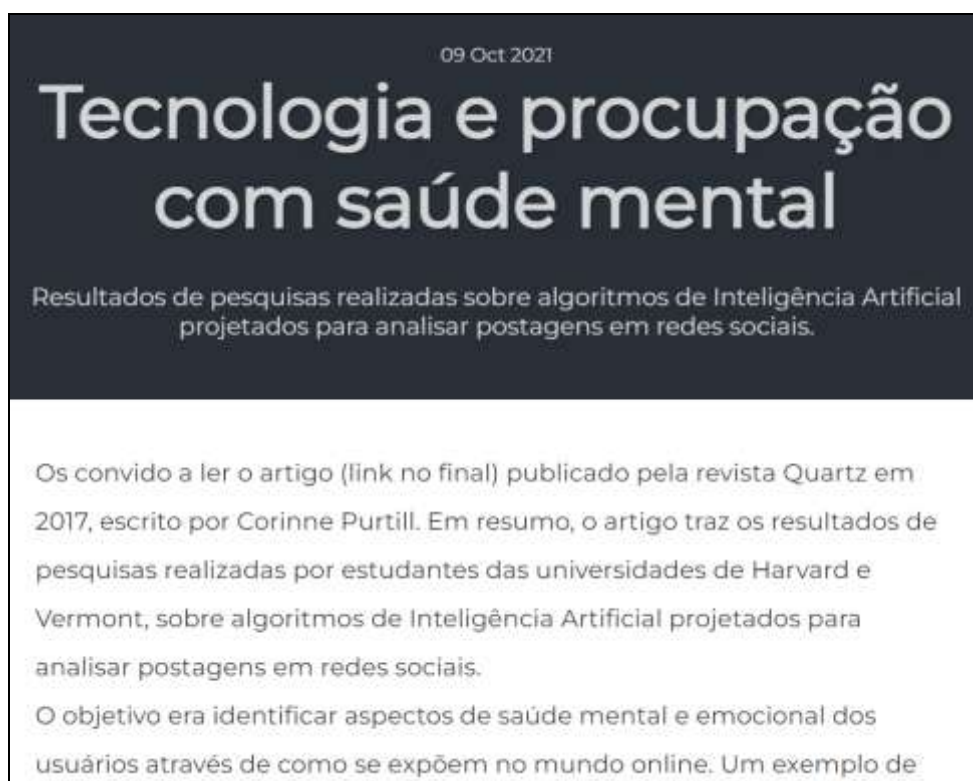 09 Oct 2021
Tecnologia e procupação
com saúde mental
Resultados de pesquisas realizadas sobre algoritmos de Inteligência Artificial
projetados para analisar postagens em redes sociais.
Os convido a ler o artigo (link no final) publicado pela revista Quartz em
2017, escrito por Corinne Purtill. Em resumo, o artigo traz os resultados de
pesquisas realizadas por estudantes das universidades de Harvard e
Vermont, sobre algoritmos de Inteligência Artificial projetados para
analisar postagens em redes sociais.
O objetivo era identificar aspectos de saúde mental e emocional dos
usuários através de como se expõem no mundo online. Um exemplo de